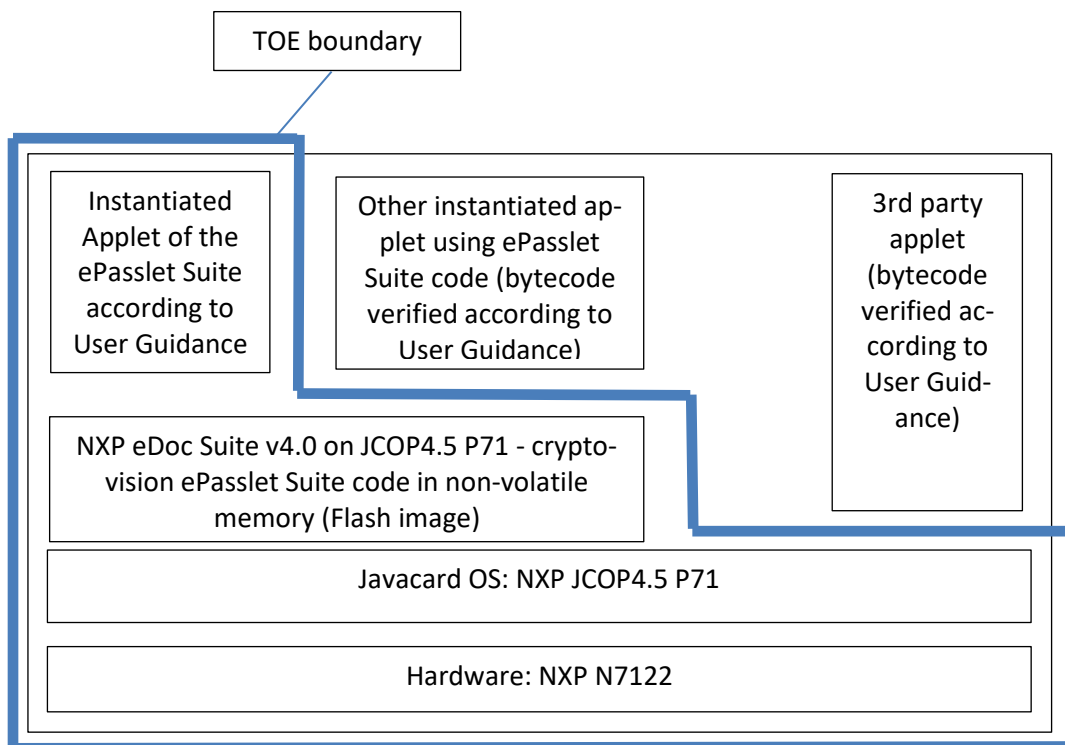 TOE boundary
Instantiated
Applet of the
ePasslet Suite
according to
User Guidance
Other instantiated ap-
plet using ePasslet
Suite code (bytecode
verified according to
User Guidance)
3rd party
applet
(bytecode
verified ac-
cording to
User Guid-
ance)
NXP eDoc Suite v4.0 on JCOP4.5 P71 - crypto-
vision ePasslet Suite code in non-volatile
memory (Flash image)
Javacard OS: NXP JCOP4.5 P71
Hardware: NXP N7122